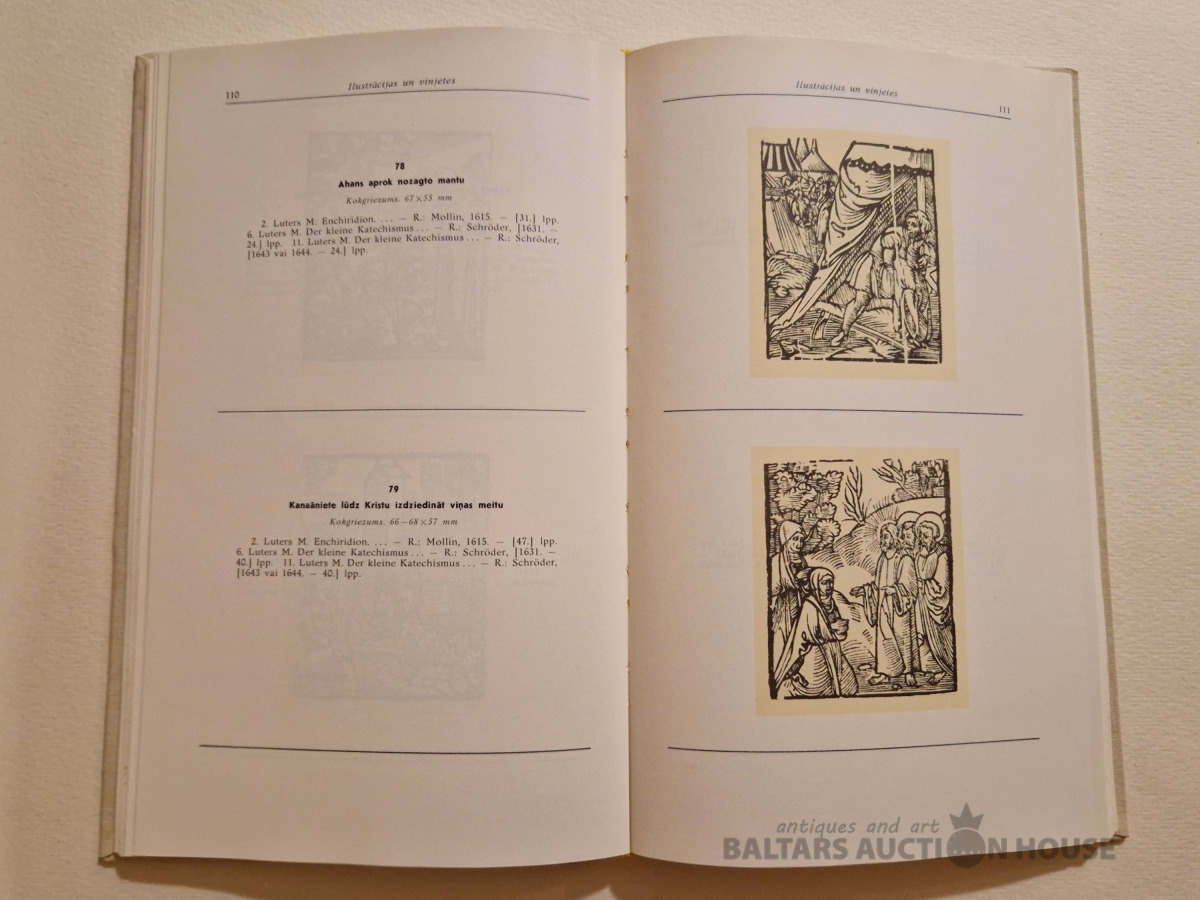 110
Ilustrācijas un vinjetes
78
Ahans aprok nozagto mantu
Kokgriezums. 67×55 mm
2. Luters M. Enchiridion. ... — R.: Mollin, 1615. — [31.] lpp.
6. Luters M. Der kleine Katechismus ... — R.: Schröder, [1631. —
24.] lpp. 11. Luters M. Der kleine Katechismus ... — R.: Schröder,
[1643 vai 1644. — 24.] lpp.
79
Kanaāniete lūdz Kristu izdziedināt viņas meitu
Kokgriezums. 66—68×57 mm
2. Luters M. Enchiridion. ... — R.: Mollin, 1615. — [47.] lpp.
6. Luters M. Der kleine Katechismus ... — R.: Schröder, [1631. —
40.] lpp. 11. Luters M. Der kleine Katechismus ... — R.: Schröder,
[1643 vai 1644. — 40.] lpp.
Ilustrācijas un vinjetes
111
antiques and art
BALTARS AUCTION HOUSE